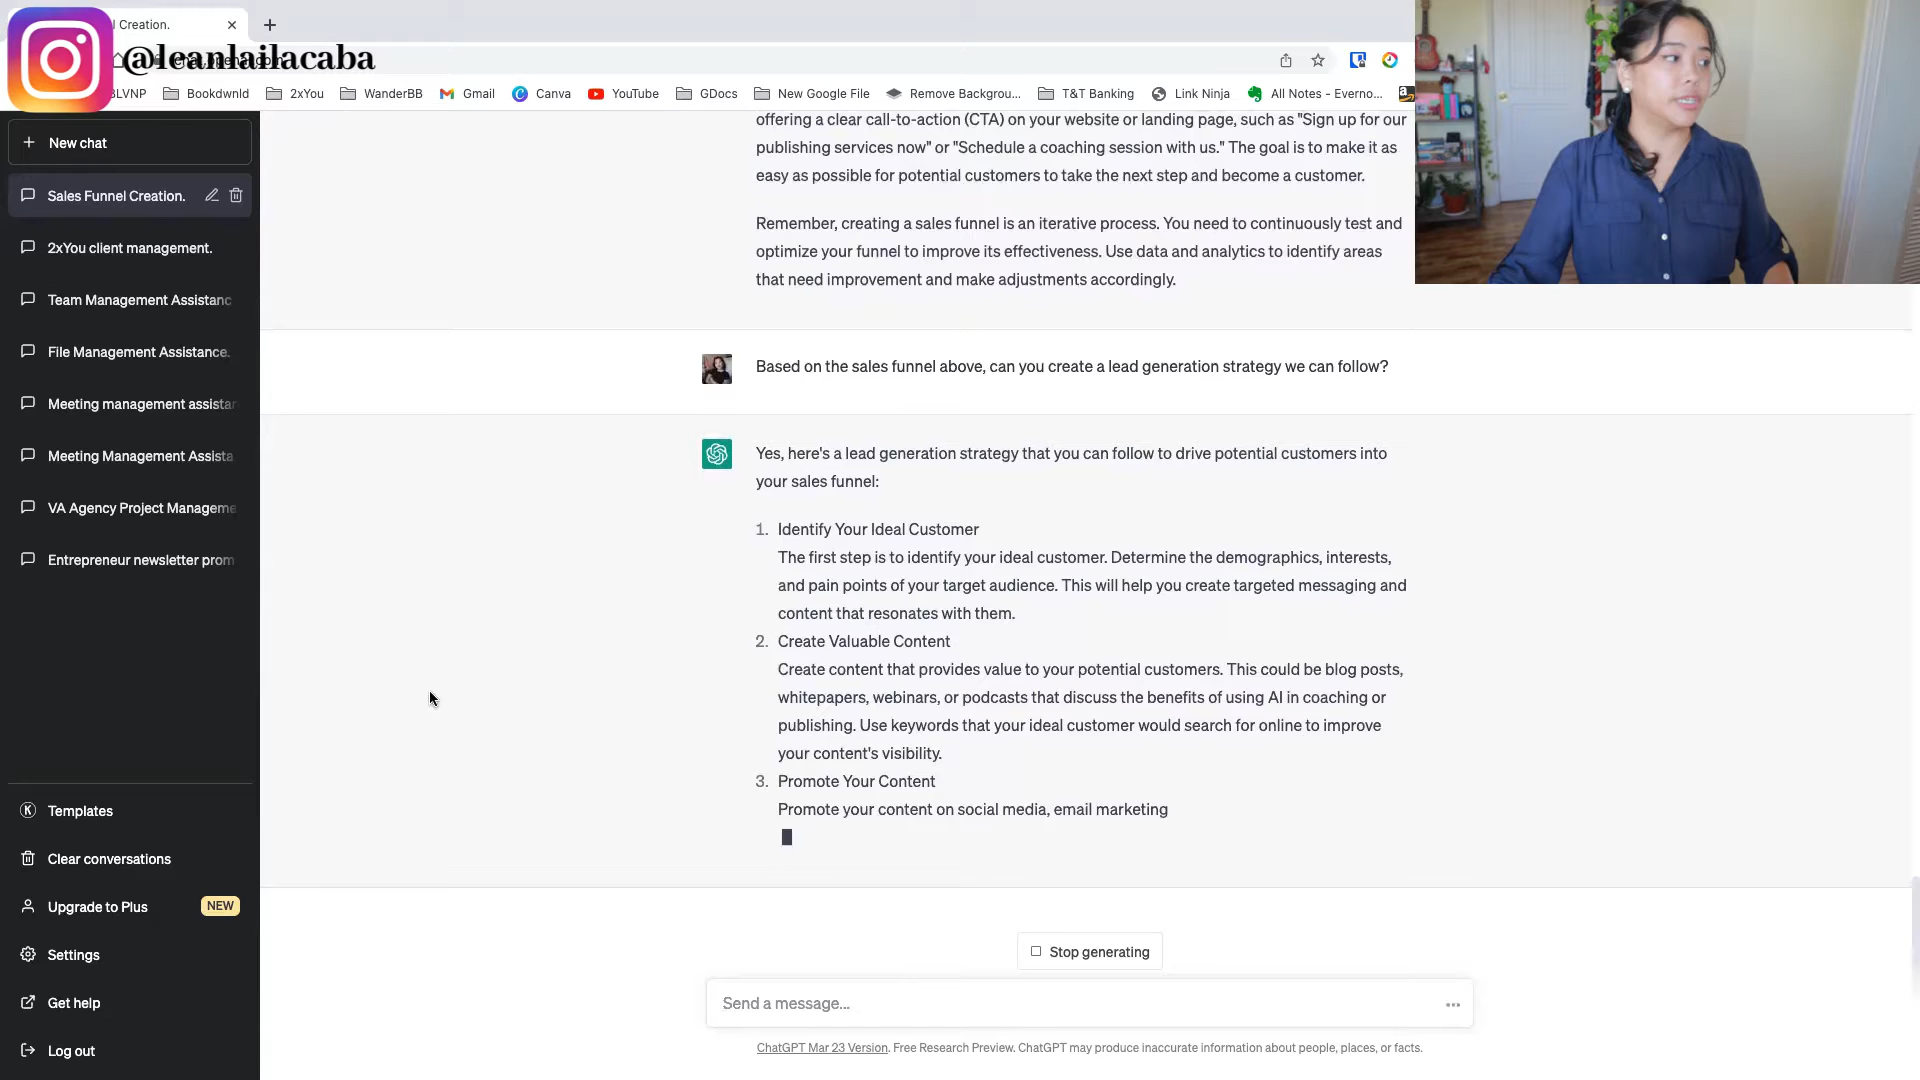 l Creation.
@leanlailacaba
BLVNP
Bookdwnld
2xYou
WanderBB
Gmail
Canva
YouTube
GDocs
New Google File
Remove Backgrou...
T&T Banking
Link Ninja
All Notes - Everno...
New chat
Sales Funnel Creation.
2xYou client management.
Team Management Assistanc
File Management Assistance.
Meeting management assistan
Meeting Management Assista
VA Agency Project Manageme
Entrepreneur newsletter prom
Templates
Clear conversations
Upgrade to Plus
NEW
Settings
Get help
Log out
offering a clear call-to-action (CTA) on your website or landing page, such as "Sign up for our
publishing services now" or "Schedule a coaching session with us." The goal is to make it as
easy as possible for potential customers to take the next step and become a customer.
Remember, creating a sales funnel is an iterative process. You need to continuously test and
optimize your funnel to improve its effectiveness. Use data and analytics to identify areas
that need improvement and make adjustments accordingly.
Based on the sales funnel above, can you create a lead generation strategy we can follow?
Yes, here's a lead generation strategy that you can follow to drive potential customers into
your sales funnel:
1. Identify Your Ideal Customer
The first step is to identify your ideal customer. Determine the demographics, interests,
and pain points of your target audience. This will help you create targeted messaging and
content that resonates with them.
2. Create Valuable Content
Create content that provides value to your potential customers. This could be blog posts,
whitepapers, webinars, or podcasts that discuss the benefits of using AI in coaching or
publishing. Use keywords that your ideal customer would search for online to improve
your content's visibility.
3. Promote Your Content
Promote your content on social media, email marketing
Stop generating
Send a message...
ChatGPT Mar 23 Version. Free Research Preview. ChatGPT may produce inaccurate information about people, places, or facts.